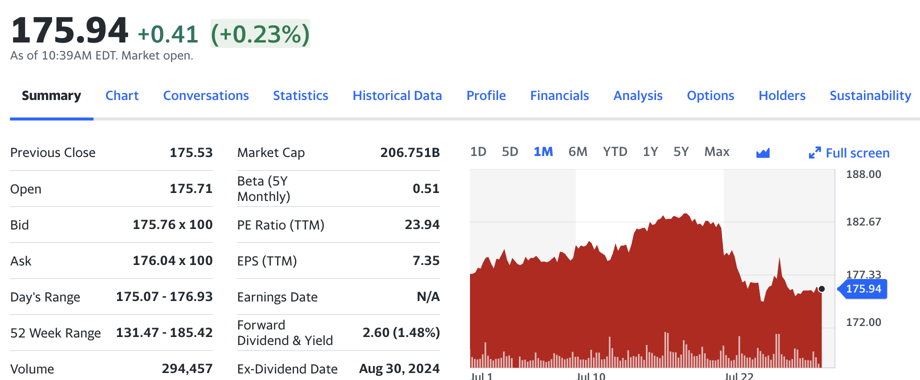 175.94 +0.41 (+0.23%)
As of 10:39AM EDT. Market open.
Summary Chart Conversations Statistics Historical Data Profile Financials Analysis Options Holders Sustainability
Previous Close 175.53
Open 175.71
Bid 175.76 x 100
Ask 176.04 x 100
Day's Range 175.07 - 176.93
52 Week Range 131.47 - 185.42
Volume 294,457
Market Cap 206.751B
Beta (5Y
Monthly) 0.51
PE Ratio (TTM) 23.94
EPS (TTM) 7.35
Earnings Date N/A
Forward
Dividend & Yield 2.60 (1.48%)
Ex-Dividend Date Aug 30, 2024
1D 5D 1M 6M YTD 1Y 5Y Max Full screen
188.00
182.67
177.33
175.94
172.00
Jul 1 Jul 10 Jul 22